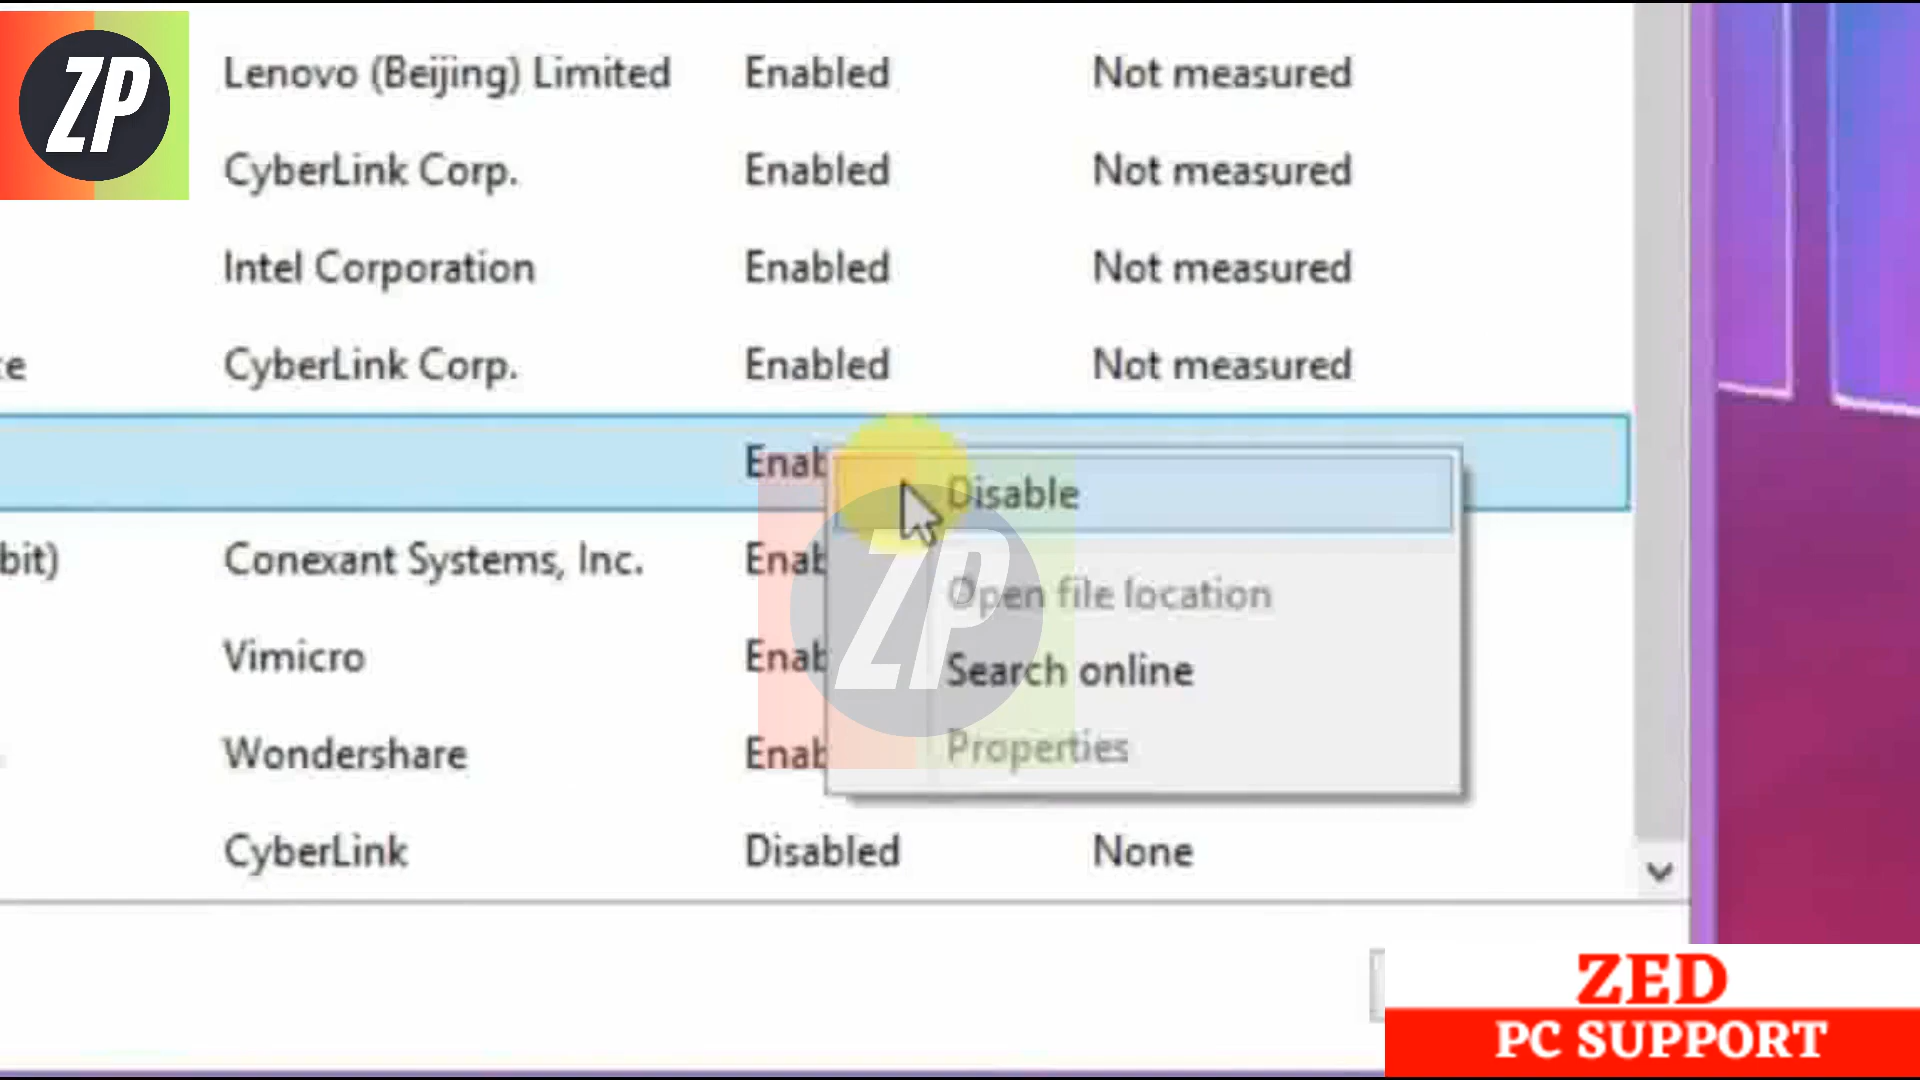 ZP
Lenovo (Beijing) Limited Enabled Not measured
CyberLink Corp. Enabled Not measured
Intel Corporation Enabled Not measured
CyberLink Corp. Enabled Not measured
Disable
bit) Conexant Systems, Inc.
Open file location
Vimicro
Search online
Wondershare
Properties
ZP
CyberLink Disabled None
ZED
PC SUPPORT